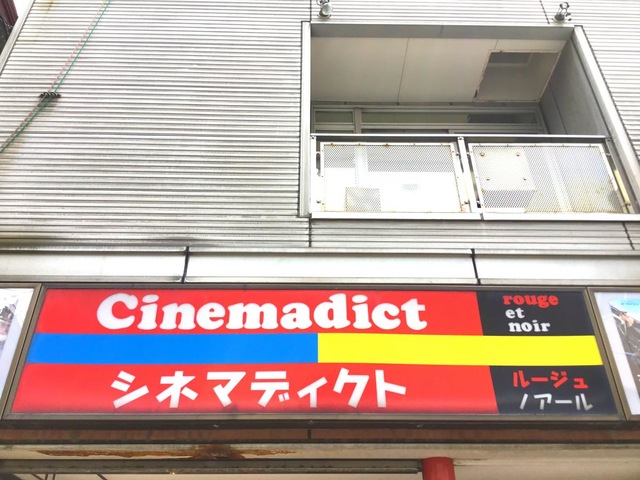 Cinemadict
rouge
et
noir
シネマディクト
ルージュ
ノアール